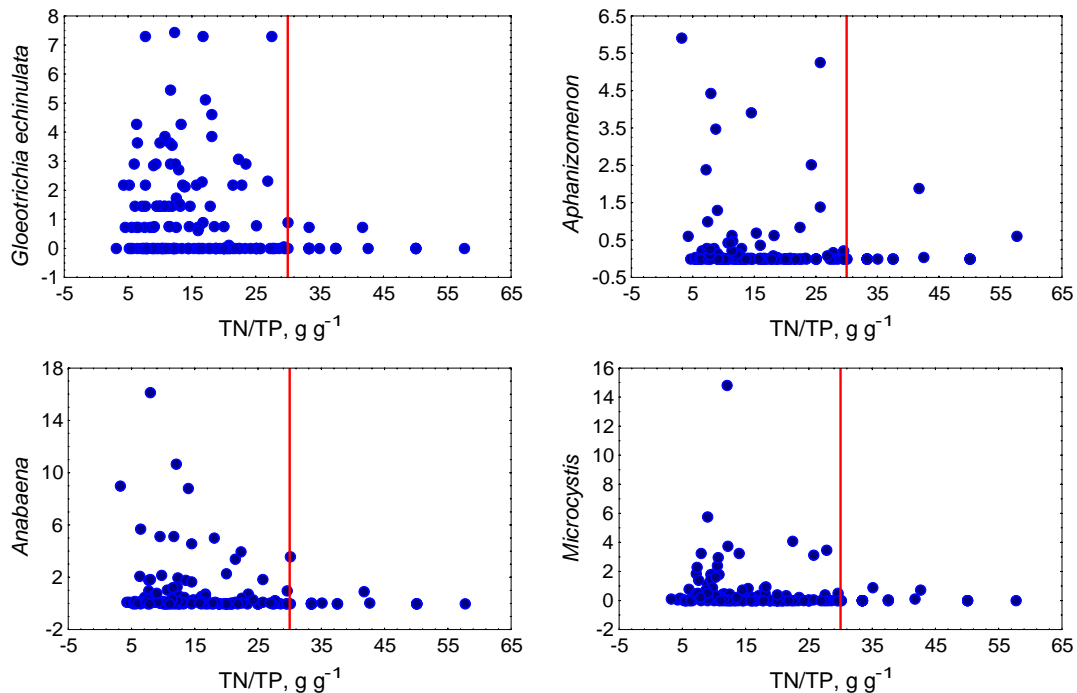 8
7
6
5
4
3
2
1
0
-1
Gloeotrichia echinulata
-5 5 15 25 35 45 55 65
TN/TP, g g⁻¹
6.5
5.5
4.5
3.5
2.5
1.5
0.5
-0.5
Aphanizomenon
-5 5 15 25 35 45 55 65
TN/TP, g g⁻¹
18
14
10
6
2
-2
Anabaena
-5 5 15 25 35 45 55 65
TN/TP, g g⁻¹
16
14
12
10
8
6
4
2
0
-2
Microcystis
-5 5 15 25 35 45 55 65
TN/TP, g g⁻¹